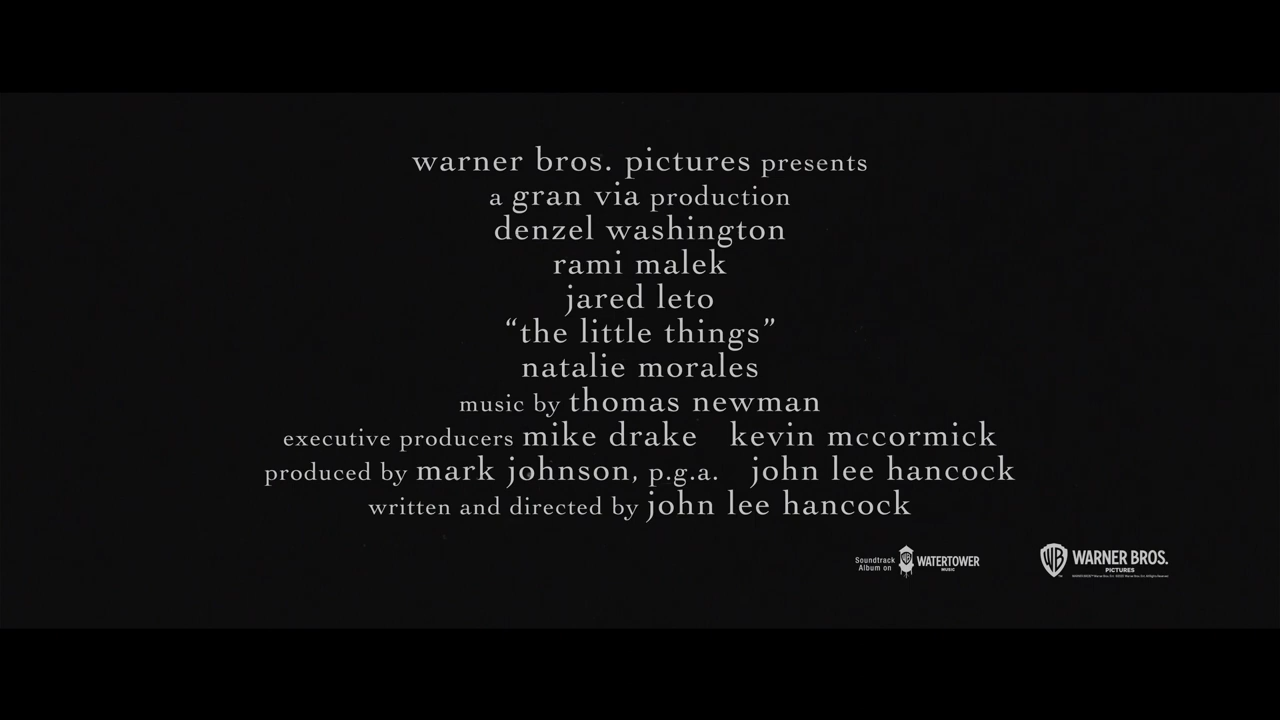 warner bros. pictures presents
a gran via production
denzel washington
rami malek
jared leto
“the little things”
natalie morales
music by thomas newman
executive producers mike drake kevin mccormick
produced by mark johnson, p.g.a. john lee hancock
written and directed by john lee hancock
Soundtrack
Album on
WATERTOWER
MUSIC
WB
WARNER BROS.
PICTURES